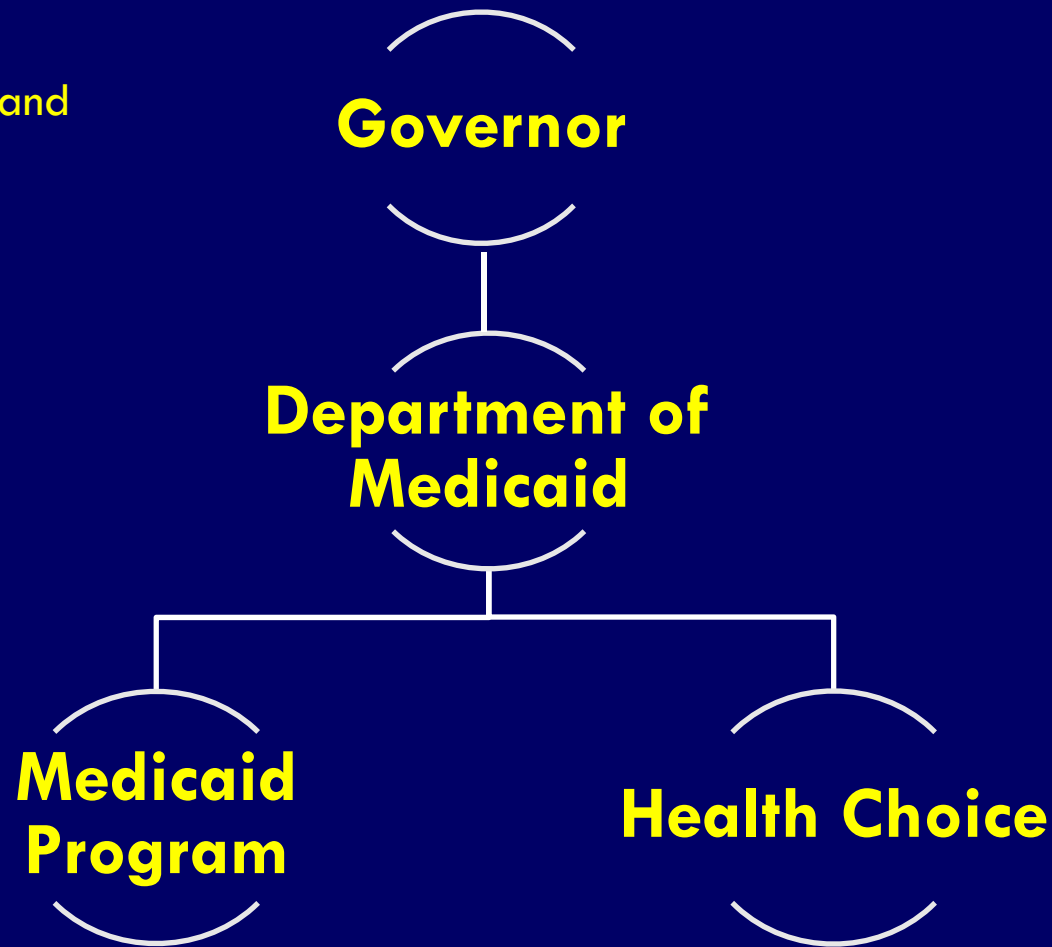 and
Governor
Department of
Medicaid
Medicaid
Program
Health Choice